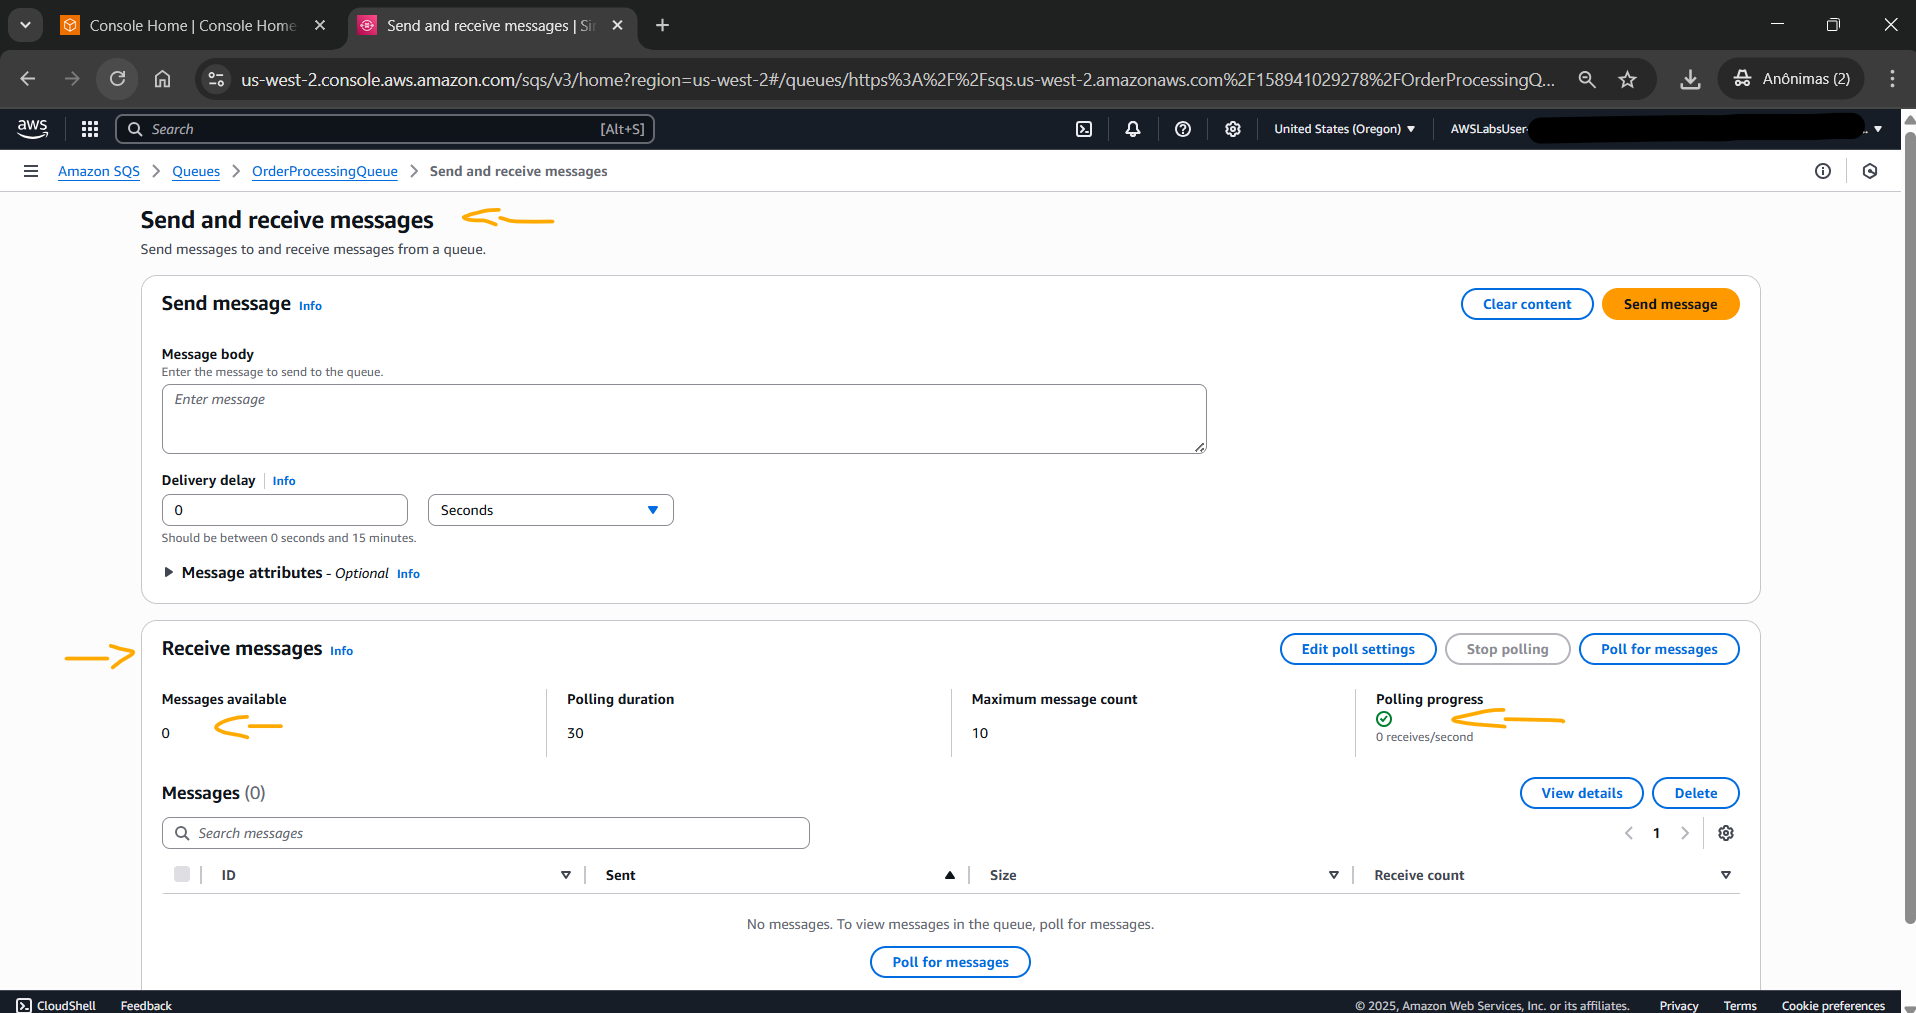 Console Home | Console Home
Send and receive messages | Sir
us-west-2.console.aws.amazon.com/sqs/v3/home?region=us-west-2#/queues/https%3A%2F%2Fsqs.us-west-2.amazonaws.com%2F158941029278%2FOrderProcessingQ...
Anônimas (2)
aws
Search [Alt+S]
United States (Oregon)
AWSLabsUser-
Amazon SQS > Queues > OrderProcessingQueue > Send and receive messages
Send and receive messages
Send messages to and receive messages from a queue.
Send message Info
Clear content
Send message
Message body
Enter the message to send to the queue.
Enter message
Delivery delay Info
0
Seconds
Should be between 0 seconds and 15 minutes.
Message attributes - Optional Info
Receive messages Info
Edit poll settings
Stop polling
Poll for messages
Messages available
0
Polling duration
30
Maximum message count
10
Polling progress
0 receives/second
Messages (0)
View details
Delete
Search messages
1
ID
Sent
Size
Receive count
No messages. To view messages in the queue, poll for messages.
Poll for messages
CloudShell
Feedback
© 2025, Amazon Web Services, Inc. or its affiliates.
Privacy
Terms
Cookie preferences